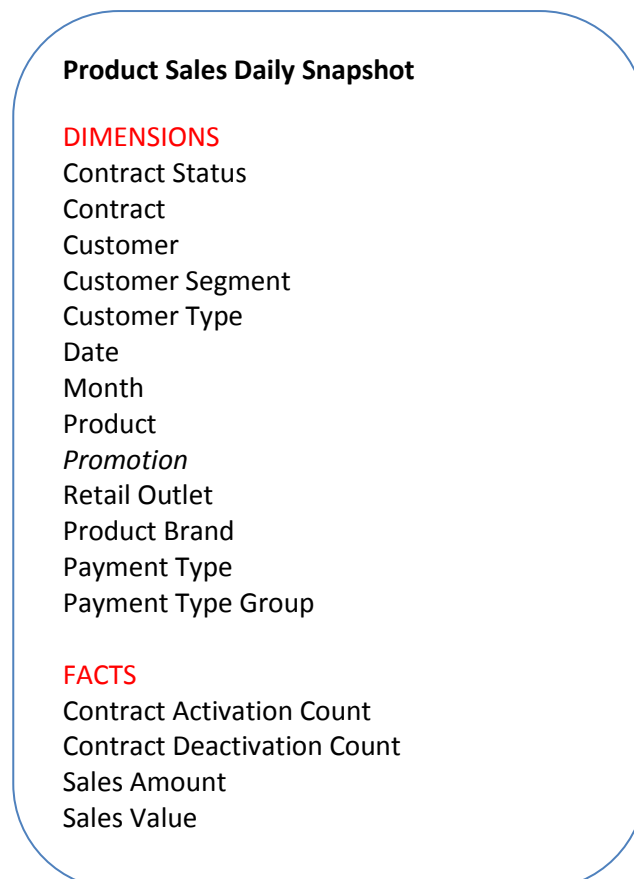 Product Sales Daily Snapshot
DIMENSIONS
Contract Status
Contract
Customer
Customer Segment
Customer Type
Date
Month
Product
Promotion
Retail Outlet
Product Brand
Payment Type
Payment Type Group
FACTS
Contract Activation Count
Contract Deactivation Count
Sales Amount
Sales Value